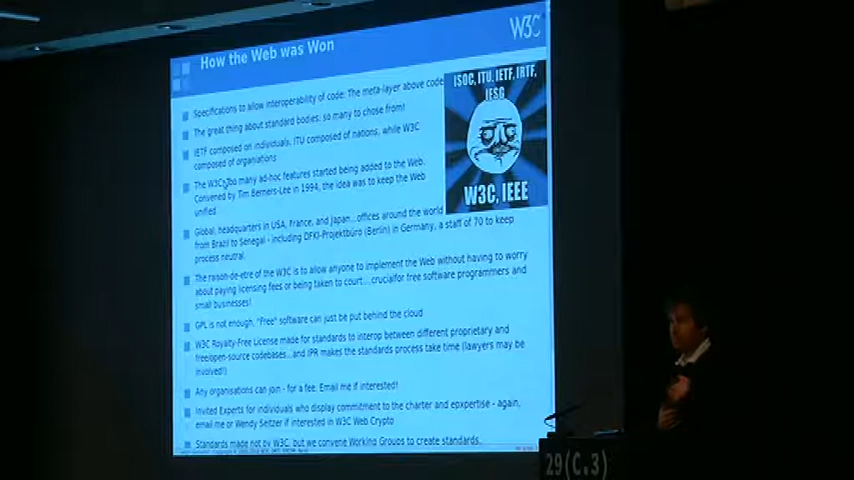 How the Web was Won
W3C
Specifications to allow interoperability of code: The meta-layer above code
The great thing about standard bodies: so many to chose from!
IETF composed on individuals, ITU composed of nations, while W3C
composed of organiations
The W3C: too many ad-hoc features started being added to the Web.
Convened by Tim Berners-Lee in 1994, the idea was to keep the Web
unified
Global, headquarters in USA, France, and Japan...offices around the world
from Brazil to Senegal - including DFKI-Projektbüro (Berlin) in Germany, a staff of 70 to keep
process neutral.
The raison-de-etre of the W3C is to allow anyone to implement the Web without having to worry
about paying licensing fees or being taken to court...crucialfor free software programmers and
small businesses!
GPL is not enough, "Free" software can just be put behind the cloud
W3C Royalty-Free License made for standards to interop between different proprietary and
free/open-source codebases...and IPR makes the standards process take time (lawyers may be
involved!)
Any organisations can join - for a fee. Email me if interested!
Invited Experts for individuals who display commitment to the charter and epxpertise - again,
email me or Wendy Seltzer if interested in W3C Web Crypto
Standards made not by W3C, but we convene Working Groups to create standards.
ISOC, ITU, IETF, IRTF,
IESG
W3C, IEEE
29(C.3)